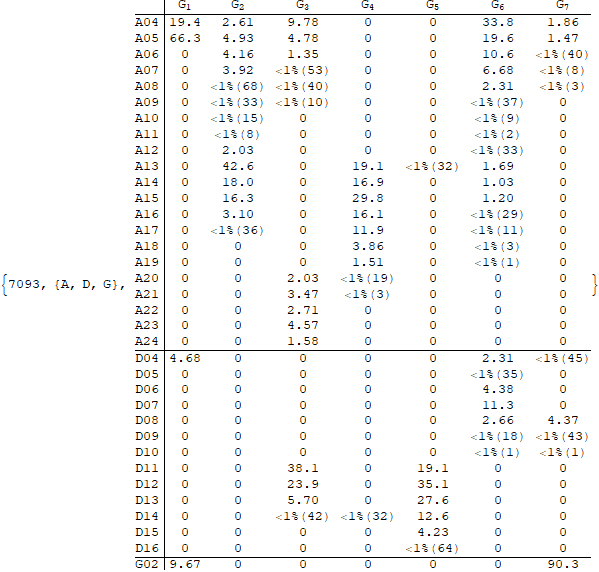 G₁ G₂ G₃ G₄ G₅ G₆ G₇
A04 19.4 2.61 9.78 0 0 33.8 1.86
A05 66.3 4.93 4.78 0 0 19.6 1.47
A06 0 4.16 1.35 0 0 10.6 <1%(40)
A07 0 3.92 <1%(53) 0 0 6.68 <1%(8)
A08 0 <1%(68) <1%(40) 0 0 2.31 <1%(3)
A09 0 <1%(33) <1%(10) 0 0 <1%(37) 0
A10 0 <1%(15) 0 0 0 <1%(9) 0
A11 0 <1%(8) 0 0 0 <1%(2) 0
A12 0 2.03 0 0 0 <1%(33) 0
A13 0 42.6 0 19.1 <1%(32) 1.69 0
A14 0 18.0 0 16.9 0 1.03 0
A15 0 16.3 0 29.8 0 1.20 0
A16 0 3.10 0 16.1 0 <1%(29) 0
A17 0 <1%(36) 0 11.9 0 <1%(11) 0
A18 0 0 0 3.86 0 <1%(3) 0
A19 0 0 0 1.51 0 <1%(1) 0
{7093, {A, D, G}, A20 0 0 2.03 <1%(19) 0 0 0 }
A21 0 0 3.47 <1%(3) 0 0 0
A22 0 0 2.71 0 0 0 0
A23 0 0 4.57 0 0 0 0
A24 0 0 1.58 0 0 0 0
D04 4.68 0 0 0 0 2.31 <1%(45)
D05 0 0 0 0 0 <1%(35) 0
D06 0 0 0 0 0 4.38 0
D07 0 0 0 0 0 11.3 0
D08 0 0 0 0 0 2.66 4.37
D09 0 0 0 0 0 <1%(18) <1%(43)
D10 0 0 0 0 0 <1%(1) <1%(1)
D11 0 0 38.1 0 19.1 0 0
D12 0 0 23.9 0 35.1 0 0
D13 0 0 5.70 0 27.6 0 0
D14 0 0 <1%(42) <1%(32) 12.6 0 0
D15 0 0 0 0 4.23 0 0
D16 0 0 0 0 <1%(64) 0 0
G02 9.67 0 0 0 0 0 90.3